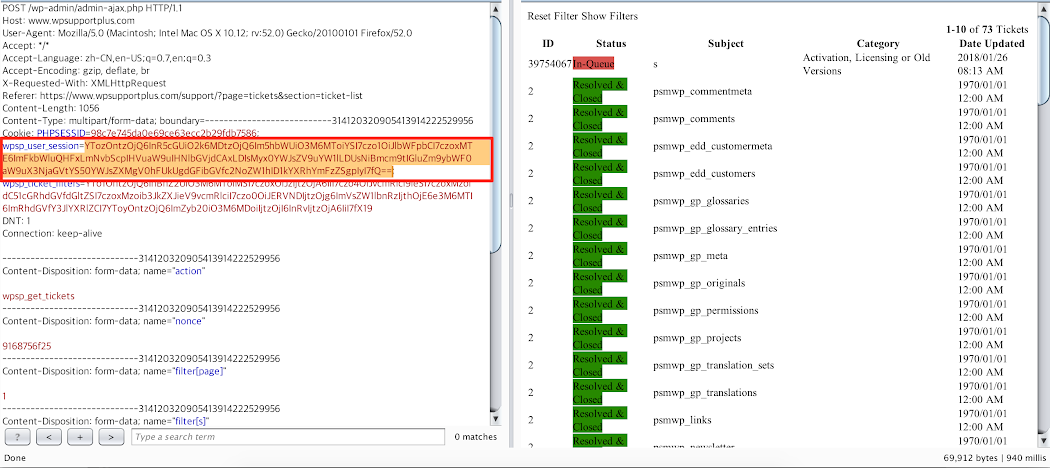 POST /wp-admin/admin-ajax.php HTTP/1.1
Host: www.wpsupportplus.com
User-Agent: Mozilla/5.0 (Macintosh; Intel Mac OS X 10.12; rv:52.0) Gecko/20100101 Firefox/52.0
Accept: */*
Accept-Language: zh-CN,en-US;q=0.7,en;q=0.3
Accept-Encoding: gzip, deflate, br
X-Requested-With: XMLHttpRequest
Referer: https://www.wpsupportplus.com/support/?page=tickets&section=ticket-list
Content-Length: 1056
Content-Type: multipart/form-data; boundary=---------------------------3141203209054139142225​29956
Cookie: PHPSESSID=98c7e745da0e69ce63ecc2b29fdb7586;
wpsp_user_session=
wpsp_ticket_filters=
DNT: 1
Connection: keep-alive
-----------------------------314120320905413914222529956
Content-Disposition: form-data; name="action"
wpsp_get_tickets
-----------------------------314120320905413914222529956
Content-Disposition: form-data; name="nonce"
9168756f25
-----------------------------314120320905413914222529956
Content-Disposition: form-data; name="filter[page]"
1
-----------------------------314120320905413914222529956
Content-Disposition: form-data; name="filter[s]"
? < + > Type a search term 0 matches
Done
Reset Filter Show Filters
1-10 of 73 Tickets
ID Status Subject Category Date Updated
39754067 In-Queue s Activation, Licensing or Old Versions 2018/01/26 08:13 AM
2 Resolved & Closed psmwp_commentmeta 1970/01/01 12:00 AM
2 Resolved & Closed psmwp_comments 1970/01/01 12:00 AM
2 Resolved & Closed psmwp_edd_customermeta 1970/01/01 12:00 AM
2 Resolved & Closed psmwp_edd_customers 1970/01/01 12:00 AM
2 Resolved & Closed psmwp_gp_glossaries 1970/01/01 12:00 AM
2 Resolved & Closed psmwp_gp_glossary_entries 1970/01/01 12:00 AM
2 Resolved & Closed psmwp_gp_meta 1970/01/01 12:00 AM
2 Resolved & Closed psmwp_gp_originals 1970/01/01 12:00 AM
2 Resolved & Closed psmwp_gp_permissions 1970/01/01 12:00 AM
2 Resolved & Closed psmwp_gp_projects 1970/01/01 12:00 AM
2 Resolved & Closed psmwp_gp_translation_sets 1970/01/01 12:00 AM
2 Resolved & Closed psmwp_gp_translations 1970/01/01 12:00 AM
2 Resolved & Closed psmwp_links 1970/01/01 12:00 AM
2 Resolved & psmwp_newsletter 1970/01/01
69,912 bytes | 940 millis